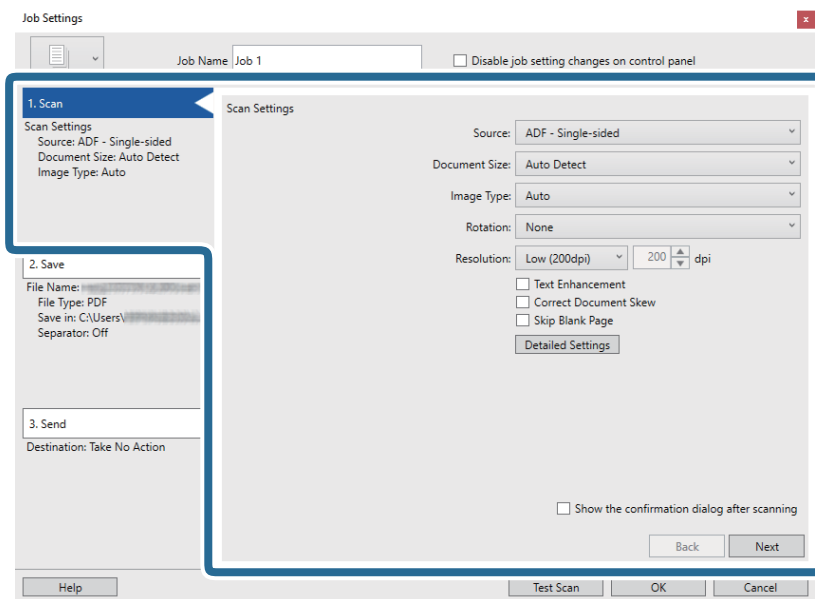 Job Settings
x
Job Name Job 1
Disable job setting changes on control panel
1. Scan
Scan Settings
Source: ADF - Single-sided
Document Size: Auto Detect
Image Type: Auto
2. Save
File Name:
File Type: PDF
Save in: C:\Users\
Separator: Off
3. Send
Destination: Take No Action
Scan Settings
Source: ADF - Single-sided
Document Size: Auto Detect
Image Type: Auto
Rotation: None
Resolution: Low (200dpi) 200 dpi
Text Enhancement
Correct Document Skew
Skip Blank Page
Detailed Settings
Show the confirmation dialog after scanning
Back Next
Help Test Scan OK Cancel